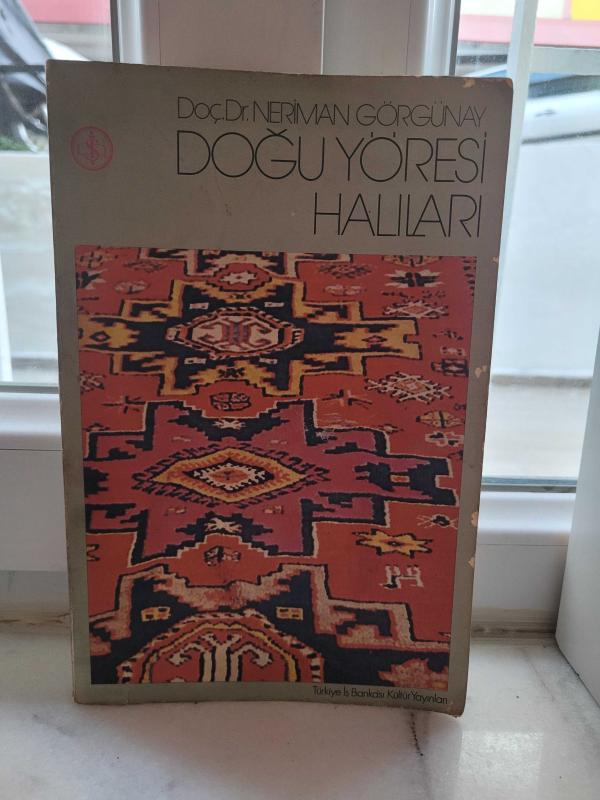 Doç.Dr. NERİMAN GÖRGÜNAY
DOĞU YÖRESİ
HALILARI
Türkiye İş Bankası Kültür Yayınları